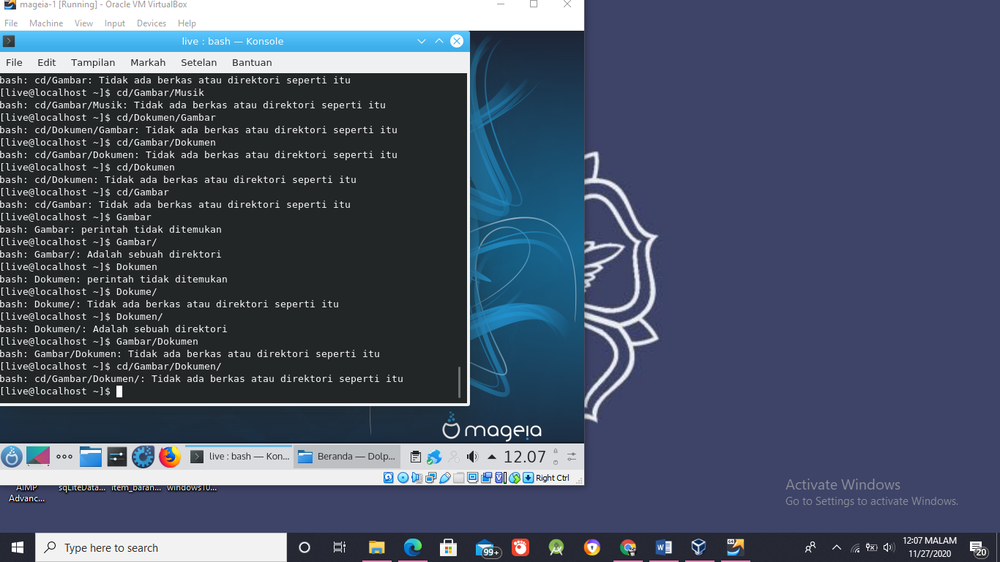 mageia-1 [Running] - Oracle VM VirtualBox
File Machine View Input Devices Help
live : bash — Konsole
File Edit Tampilan Markah Setelan Bantuan
bash: cd/Gambar: Tidak ada berkas atau direktori seperti itu
[live@localhost ~]$ cd/Gambar/Musik
bash: cd/Gambar/Musik: Tidak ada berkas atau direktori seperti itu
[live@localhost ~]$ cd/Dokumen/Gambar
bash: cd/Dokumen/Gambar: Tidak ada berkas atau direktori seperti itu
[live@localhost ~]$ cd/Gambar/Dokumen
bash: cd/Gambar/Dokumen: Tidak ada berkas atau direktori seperti itu
[live@localhost ~]$ cd/Dokumen
bash: cd/Dokumen: Tidak ada berkas atau direktori seperti itu
[live@localhost ~]$ cd/Gambar
bash: cd/Gambar: Tidak ada berkas atau direktori seperti itu
[live@localhost ~]$ Gambar
bash: Gambar: perintah tidak ditemukan
[live@localhost ~]$ Gambar/
bash: Gambar/: Adalah sebuah direktori
[live@localhost ~]$ Dokumen
bash: Dokumen: perintah tidak ditemukan
[live@localhost ~]$ Dokume/
bash: Dokume/: Tidak ada berkas atau direktori seperti itu
[live@localhost ~]$ Dokumen/
bash: Dokumen/: Adalah sebuah direktori
[live@localhost ~]$ Gambar/Dokumen
bash: Gambar/Dokumen: Tidak ada berkas atau direktori seperti itu
[live@localhost ~]$ cd/Gambar/Dokumen/
bash: cd/Gambar/Dokumen/: Tidak ada berkas atau direktori seperti itu
[live@localhost ~]$
mageia
live : bash — Kon... Beranda — Dolp... 12.07
Right Ctrl
AIMP sqLiteData... item_baran... windows10...
Advanc...
Activate Windows
Go to Settings to activate Windows.
Type here to search
99+
64
12:07 MALAM
11/27/2020
20